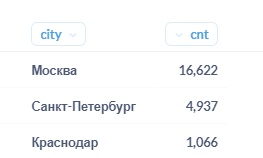 city cnt
Москва 16,622
Санкт-Петербург 4,937
Краснодар 1,066